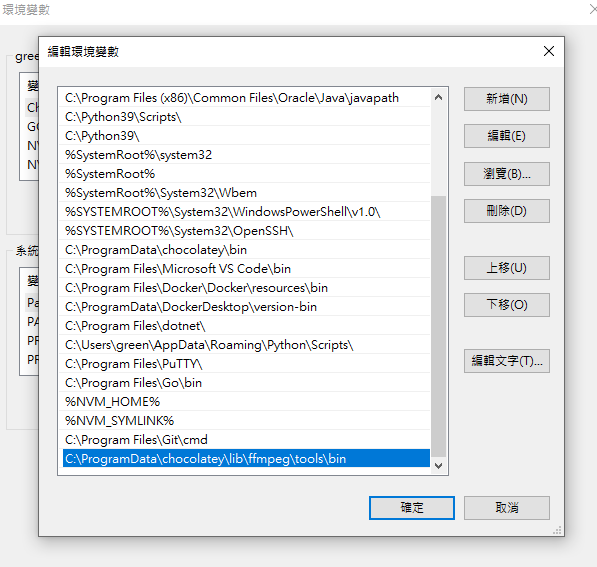 環境變數
編輯環境變數
gree
變
Ch
GO
NV
NV
系統
變
Pa
PA
PR
PR
C:\Program Files (x86)\Common Files\Oracle\Java\javapath
C:\Python39\Scripts\
C:\Python39\
%SystemRoot%\system32
%SystemRoot%
%SystemRoot%\System32\Wbem
%SYSTEMROOT%\System32\WindowsPowerShell\v1.0\
%SYSTEMROOT%\System32\OpenSSH\
C:\ProgramData\chocolatey\bin
C:\Program Files\Microsoft VS Code\bin
C:\Program Files\Docker\Docker\resources\bin
C:\ProgramData\DockerDesktop\version-bin
C:\Program Files\dotnet\
C:\Users\green\AppData\Roaming\Python\Scripts\
C:\Program Files\PuTTY\
C:\Program Files\Go\bin
%NVM_HOME%
%NVM_SYMLINK%
C:\Program Files\Git\cmd
C:\ProgramData\chocolatey\lib\ffmpeg\tools\bin
新增(N)
編輯(E)
瀏覽(B)...
刪除(D)
上移(U)
下移(O)
編輯文字(T)...
確定
取消